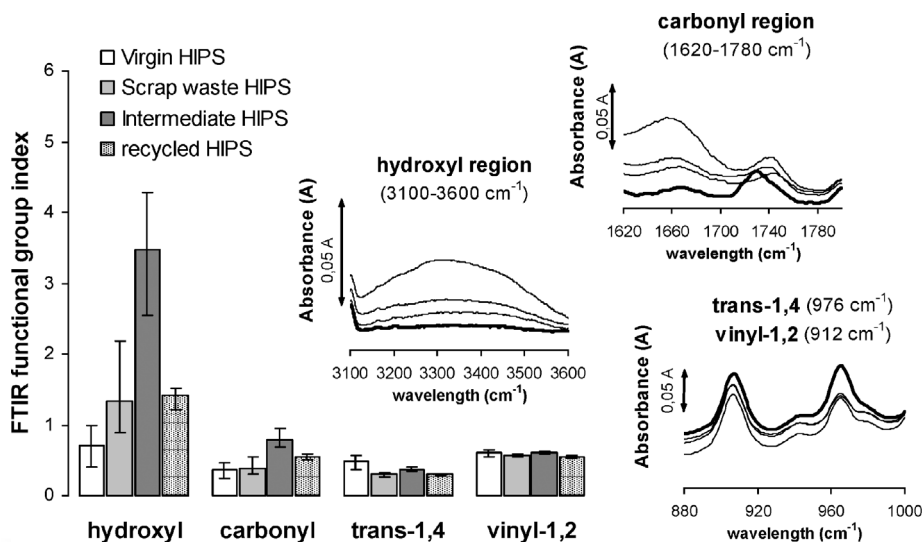 Virgin HIPS
Scrap waste HIPS
Intermediate HIPS
recycled HIPS
FTIR functional group index
6
5
4
3
2
1
0
hydroxyl carbonyl trans-1,4 vinyl-1,2
hydroxyl region
(3100-3600 cm⁻¹)
Absorbance (A)
0,05 A
3100 3200 3300 3400 3500 3600
wavelength (cm⁻¹)
carbonyl region
(1620-1780 cm⁻¹)
Absorbance (A)
0,05 A
1620 1660 1700 1740 1780
wavelength (cm⁻¹)
trans-1,4 (976 cm⁻¹)
vinyl-1,2 (912 cm⁻¹)
Absorbance (A)
0,05 A
880 920 960 1000
wavelength (cm⁻¹)